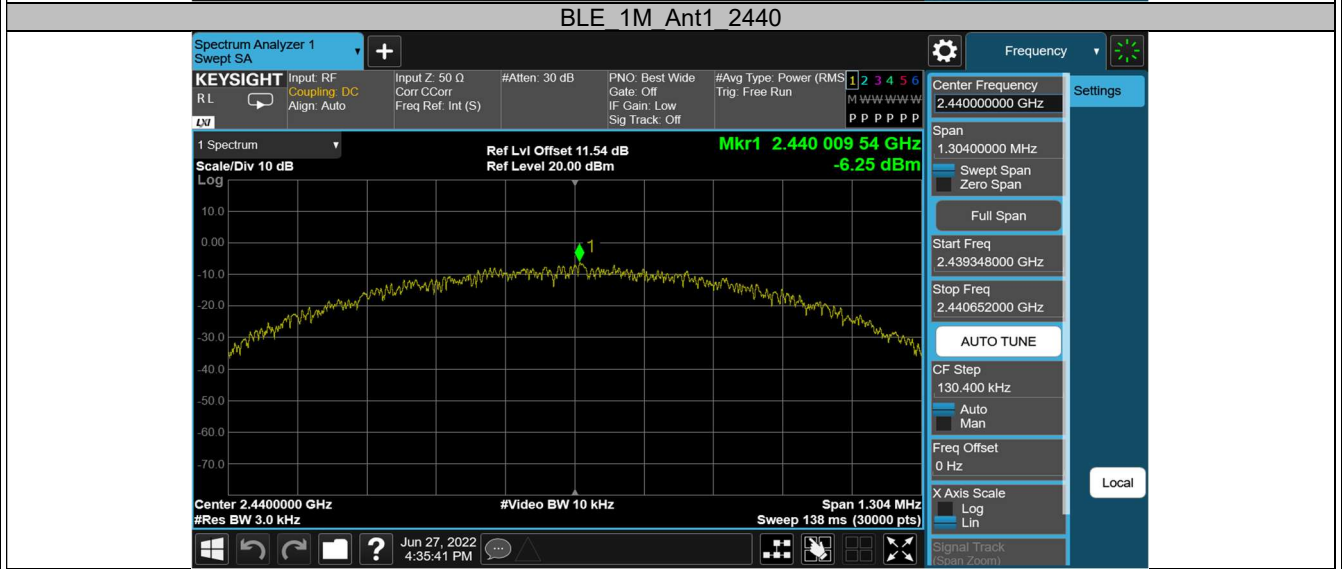 BLE_1M_Ant1_2440
Spectrum Analyzer 1
Swept SA
Frequency
KEYSIGHT
R L
LXI
Input: RF
Coupling: DC
Align: Auto
Input Z: 50 Ω
Corr CCorr
Freq Ref: Int (S)
#Atten: 30 dB
PNO: Best Wide
Gate: Off
IF Gain: Low
Sig Track: Off
#Avg Type: Power (RMS
Trig: Free Run
1 2 3 4 5 6
M W W W W W
P P P P P P
1 Spectrum
Scale/Div 10 dB
Log
Ref Lvl Offset 11.54 dB
Ref Level 20.00 dBm
Mkr1 2.440 009 54 GHz
-6.25 dBm
1
10.0
0.00
-10.0
-20.0
-30.0
-40.0
-50.0
-60.0
-70.0
Center 2.4400000 GHz
#Res BW 3.0 kHz
#Video BW 10 kHz
Span 1.304 MHz
Sweep 138 ms (30000 pts)
Jun 27, 2022
4:35:41 PM
Center Frequency
2.440000000 GHz
Span
1.30400000 MHz
Swept Span
Zero Span
Full Span
Start Freq
2.439348000 GHz
Stop Freq
2.440652000 GHz
AUTO TUNE
CF Step
130.400 kHz
Auto
Man
Freq Offset
0 Hz
X Axis Scale
Log
Lin
Signal Track
(Span Zoom)
Settings
Local